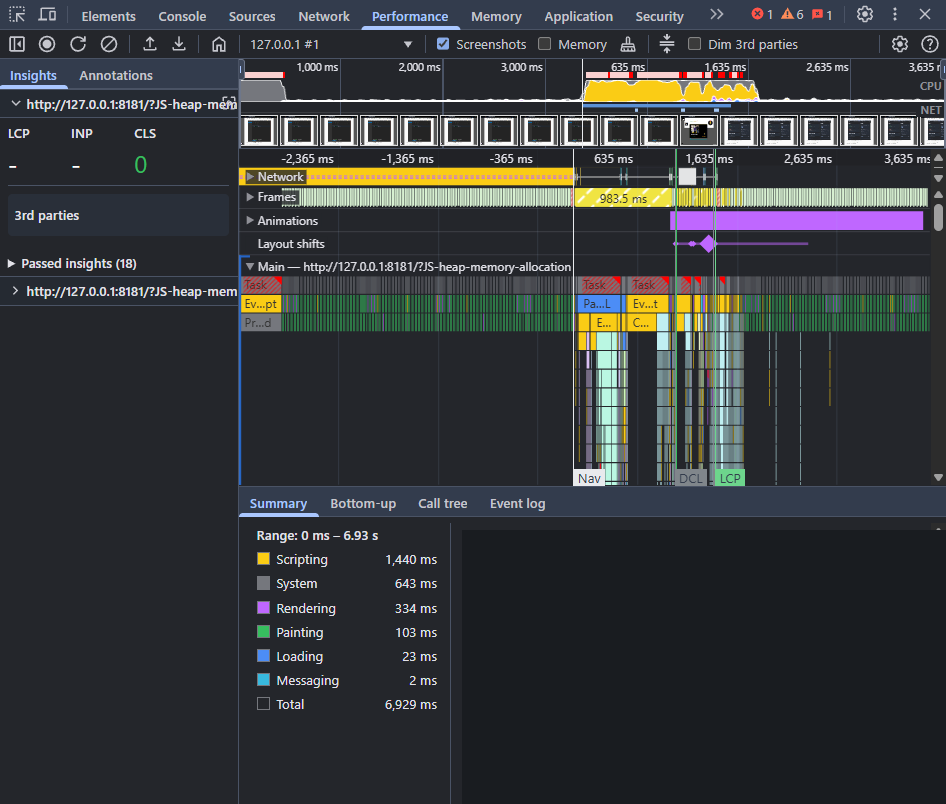 Elements Console Sources Network Performance Memory Application Security 1 6 1
127.0.0.1 #1 Screenshots Memory Dim 3rd parties
Insights Annotations
http://127.0.0.1:8181/?JS-heap-mem
LCP INP CLS
- - 0
3rd parties
Passed insights (18)
http://127.0.0.1:8181/?JS-heap-mem
1,000 ms 2,000 ms 3,000 ms 635 ms 1,635 ms 2,635 ms 3,635
CPU
NET
-2,365 ms -1,365 ms -365 ms 635 ms 1,635 ms 2,635 ms 3,635 ms
Network
Frames 983.5 ms
Animations
Layout shifts
Main — http://127.0.0.1:8181/?JS-heap-memory-allocation
Task Task Task
Ev...pt Pa...L Ev...t
Pr...d E... C...
Nav DCL LCP
Summary Bottom-up Call tree Event log
Range: 0 ms – 6.93 s
Scripting 1,440 ms
System 643 ms
Rendering 334 ms
Painting 103 ms
Loading 23 ms
Messaging 2 ms
Total 6,929 ms